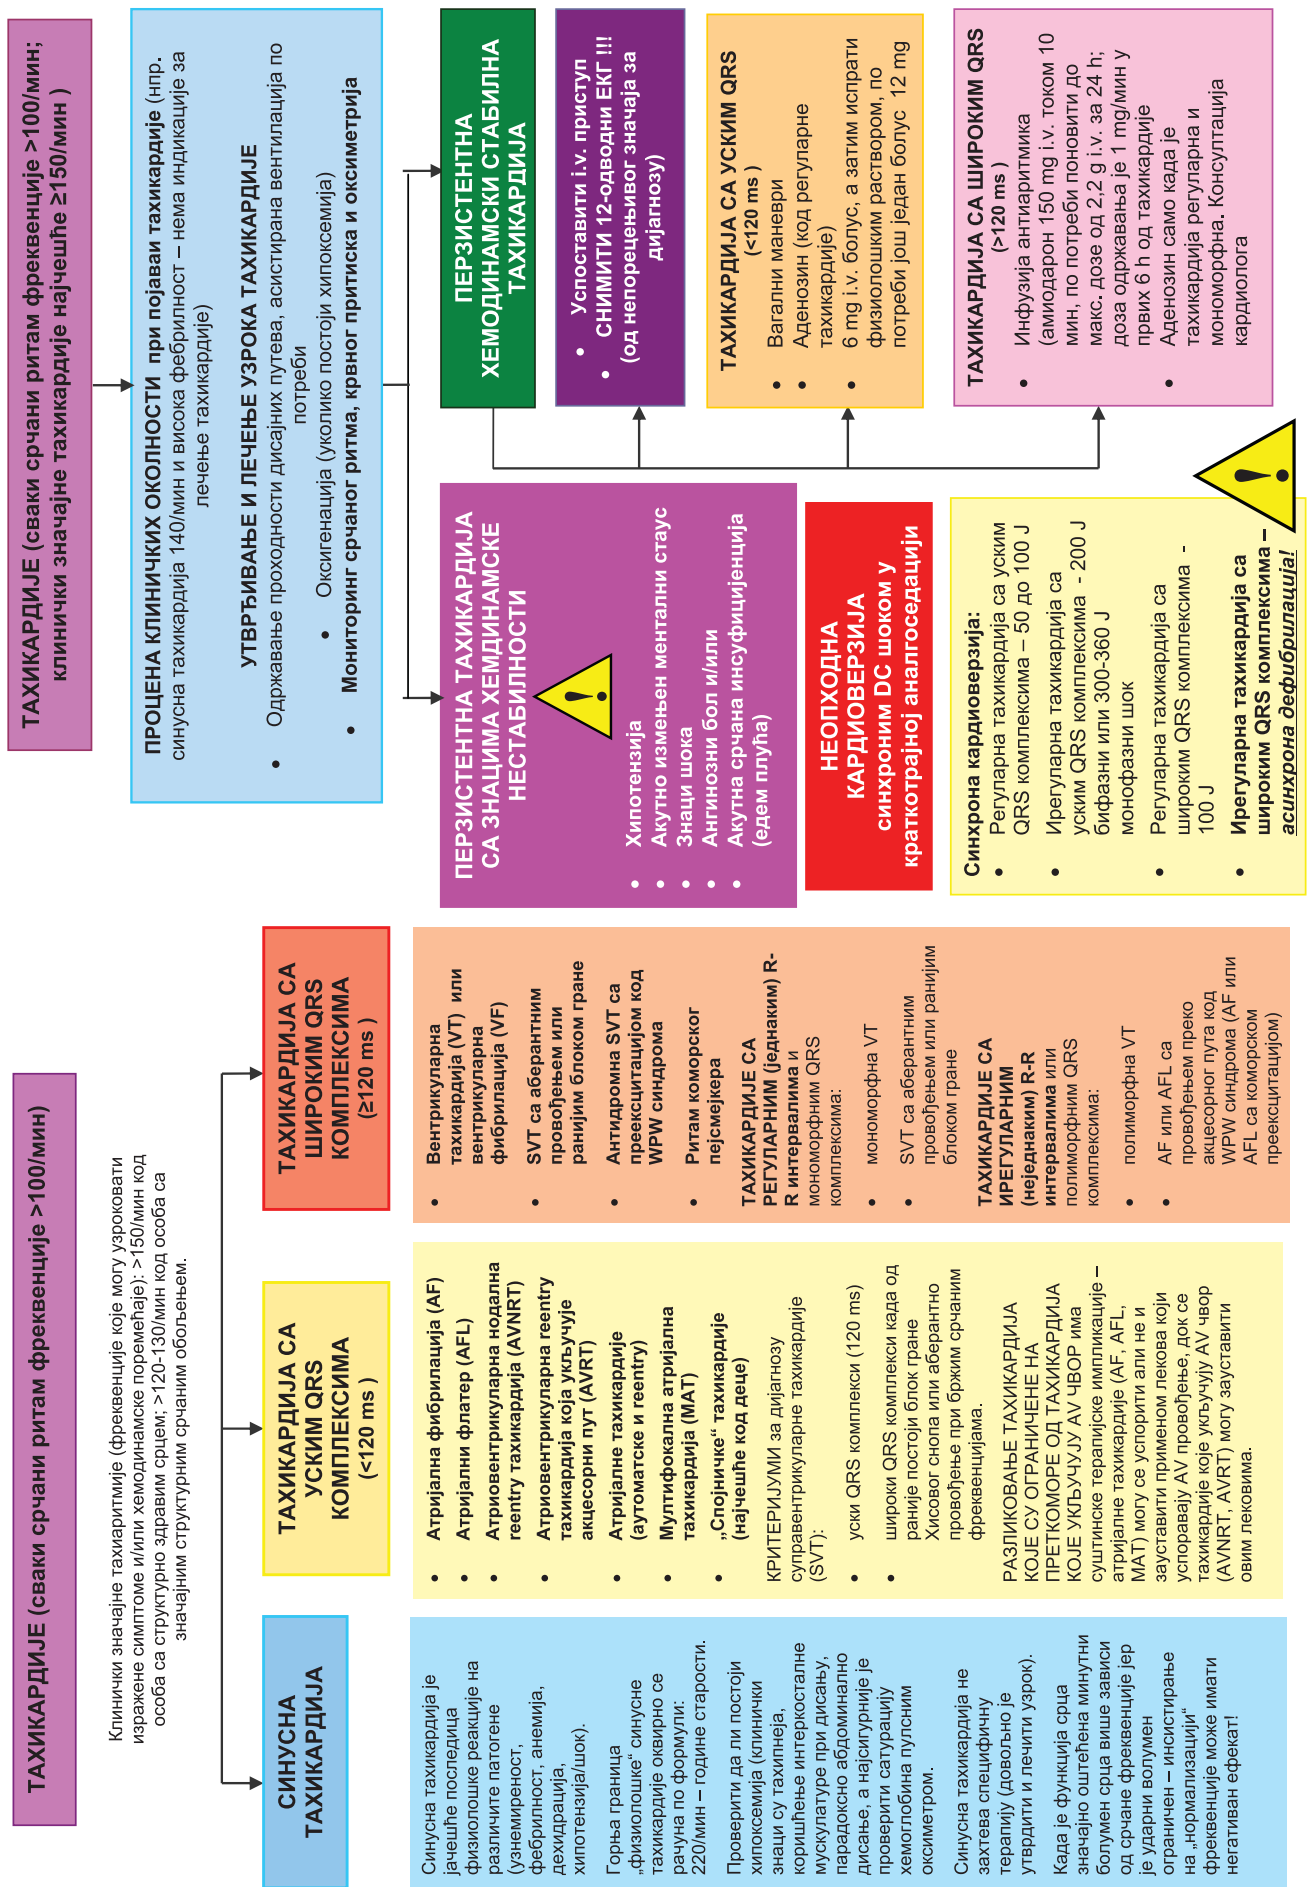 ТАХИКАРДИЈЕ (сваки срчани ритам фреквенције >100/мин)
Клинички значајне тахиаритмије (фреквенције које могу узроковати
изражене симптоме и/или хемодинамске поремећаје): >150/мин код
особа са структурно здравим срцем; >120-130/мин код особа са
значајним структурним срчаним обољењем.
СИНУСНА
ТАХИКАРДИЈА
Синусна тахикардија је
јачешће последица
физиолошке реакције на
различите патогене
(узнемиреност,
фебрилност, анемија,
дехидрација,
хипотензија/шок).
Горња граница
„физиолошке“ синусне
тахикардије оквирно се
рачуна по формули:
220/мин – године старости.
Проверити да ли постоји
хипоксемија (клинички
знаци су тахипнеја,
коришћење интеркосталне
мускулатуре при дисању,
парадоксно абдоминално
дисање, а најсигурније је
проверити сатурацију
хемоглобина пулсним
оксиметром.
Синусна тахикардија не
захтева специфичну
терапију (довољно је
утврдити и лечити узрок).
Када је функција срца
значајно оштећена минутни
волумен срца више зависи
од срчане фреквенције јер
је ударни волумен
ограничен – инсистирање
на „нормализацији“
фреквенције може имати
негативан ефекат!
ТАХИКАРДИЈА СА
УСКИМ QRS
КОМПЛЕКСИМА
(<120 ms )
• Атријална фибрилација (AF)
• Атријални флатер (AFL)
• Атриовентрикуларна нодална
reentry тахикардија (AVNRT)
• Атриовентрикуларна reentry
тахикардија која укључује
акцесорни пут (AVRT)
• Атријалне тахикардије
(аутоматске и reentry)
• Мултифокална атријална
тахикардија (MAT)
• „Спојничке“ тахикардије
(најчешће код деце)
КРИТЕРИЈУМИ за дијагнозу
суправентрикуларне тахикардије
(SVT):
• уски QRS комплекси (120 ms)
• широки QRS комплекси када од
раније постоји блок гране
Хисовог снопа или аберантно
провођење при бржим срчаним
фреквенцијама.
РАЗЛИКОВАЊЕ ТАХИКАРДИЈА
КОЈЕ СУ ОГРАНИЧЕНЕ НА
ПРЕТКОМОРЕ ОД ТАХИКАРДИЈА
КОЈЕ УКЉУЧУЈУ AV ЧВОР има
суштинске терапијске импликације –
атријалне тахикардије (AF, AFL,
MAT) могу се успорити али не и
зауставити применом лекова који
успоравају AV провођење, док се
тахикардије које укључују AV чвор
(AVNRT, AVRT) могу зауставити
овим лековима.
ТАХИКАРДИЈА СА
ШИРОКИМ QRS
КОМПЛЕКСИМА
(≥120 ms )
• Вентрикуларна
тахикардија (VT) или
вентрикуларна
фибрилација (VF)
• SVT са аберантним
провођењем или
ранијим блоком гране
• Антидромна SVT са
преексцитацијом код
WPW синдрома
• Ритам коморског
пејсмејкера
ТАХИКАРДИЈЕ СА
РЕГУЛАРНИМ (једнаким) R-
R интервалима и
мономорфним QRS
комплексима:
• мономорфна VT
• SVT са аберантним
провођењем или ранијим
блоком гране
ТАХИКАРДИЈЕ СА
ИРЕГУЛАРНИМ
(неједнаким) R-R
интервалима или
полиморфним QRS
комплексима:
• полиморфна VT
• AF или AFL са
провођењем преко
акцесорног пута код
WPW синдрома (AF или
AFL са коморском
преексцитацијом)
ТАХИКАРДИЈЕ (сваки срчани ритам фреквенције >100/мин;
клинички значајне тахикардије најчешће ≥150/мин )
ПРОЦЕНА КЛИНИЧКИХ ОКОЛНОСТИ при појави тахикардије (нпр.
синусна тахикардија 140/мин и висока фебрилност – нема индикације за
лечење тахикардије)
УТВРЂИВАЊЕ И ЛЕЧЕЊЕ УЗРОКА ТАХИКАРДИЈЕ
• Одржавање проходности дисајних путева, асистирана вентилација по
потреби
• Оксигенација (уколико постоји хипоксемија)
• Мониторинг срчаног ритма, крвног притиска и оксиметрија
ПЕРЗИСТЕНТНА ТАХИКАРДИЈА
СА ЗНАЦИМА ХЕМДИНАМСКЕ
НЕСТАБИЛНОСТИ
• Хипотензија
• Акутно измењен ментални стаус
• Знаци шока
• Ангинозни бол и/или
• Акутна срчана инсуфицијенција
(едем плућа)
НЕОПХОДНА
КАРДИОВЕРЗИЈА
синхроним DC шоком у
краткотрајној аналгоседацији
Синхрона кардиоверзија:
• Регуларна тахикардија са уским
QRS комплексима – 50 до 100 Ј
• Ирегуларна тахикардија са
уским QRS комплексима - 200 Ј
бифазни или 300-360 Ј
монофазни шок
• Регуларна тахикардија са
широким QRS комплексима -
100 Ј
• Ирегуларна тахикардија са
широким QRS комплексима –
асинхрона дефибрилација!
ПЕРЗИСТЕНТНА
ХЕМОДИНАМСКИ СТАБИЛНА
ТАХИКАРДИЈА
• Успоставити i.v. приступ
• СНИМИТИ 12-одводни ЕКГ !!!
(од непорецењивог значаја за
дијагнозу)
ТАХИКАРДИЈА СА УСКИМ QRS
(<120 ms )
• Вагални маневри
• Аденозин (код регуларне
тахикардије)
• 6 mg i.v. болус, а затим испрати
физиолошким раствором, по
потреби још један болус 12 mg
ТАХИКАРДИЈА СА ШИРОКИМ QRS
(>120 ms )
• Инфузија антиаритмика
(амиодарон 150 mg i.v. током 10
мин, по потреби поновити до
макс. дозе од 2,2 g i.v. за 24 h;
доза одржавања је 1 mg/мин у
првих 6 h од тахикардије
• Аденозин само када је
тахикардија регуларна и
мономорфна. Консултација
кардиолога